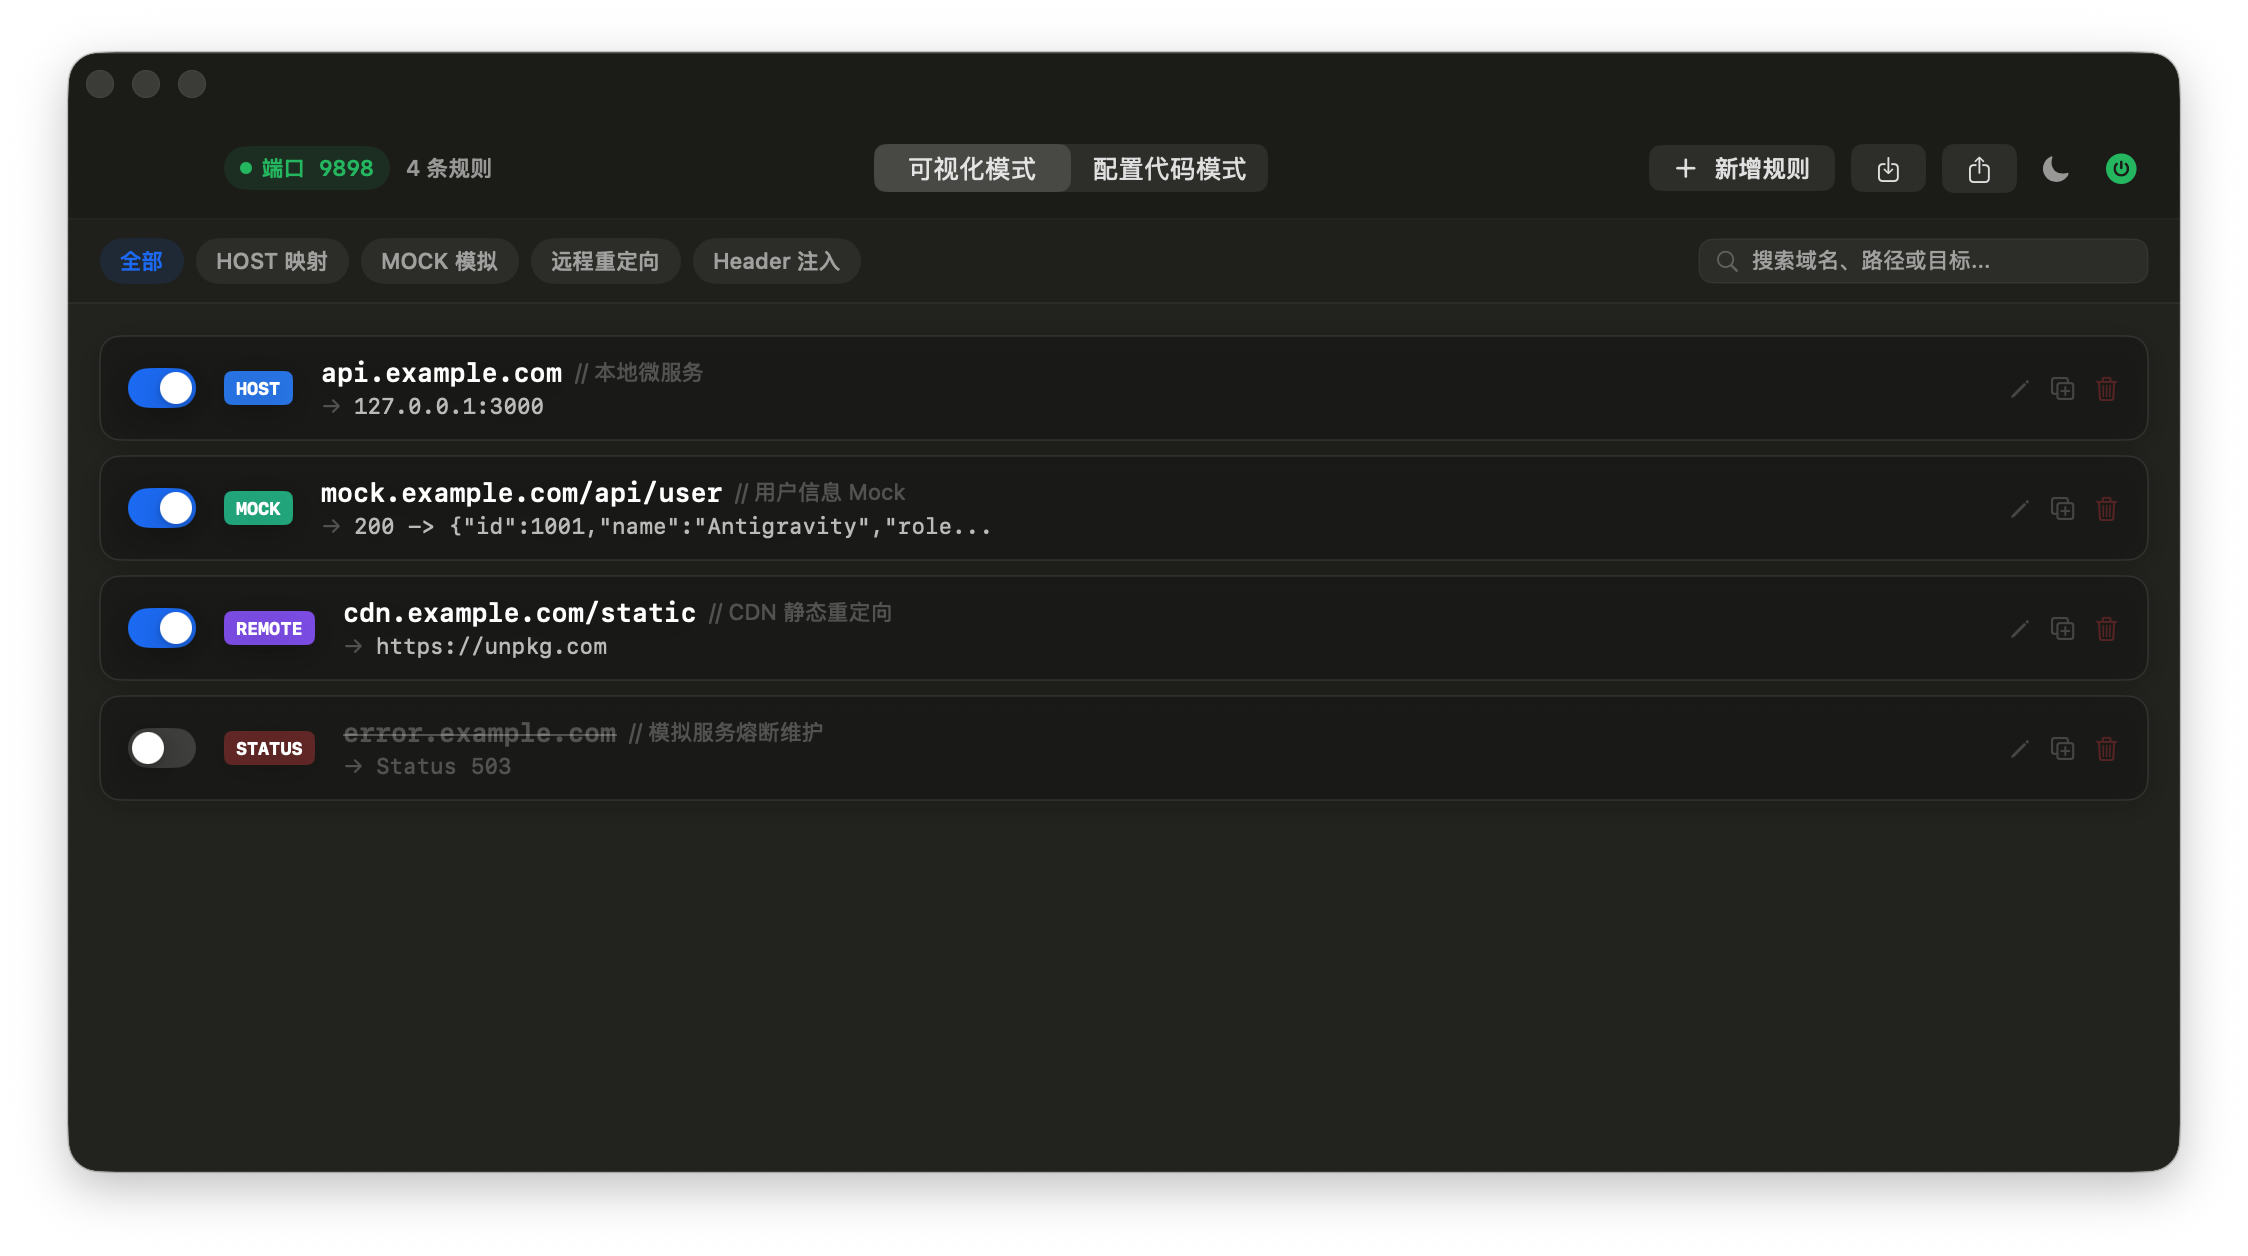 端口 9898 4 条规则 可视化模式 配置代码模式 + 新增规则
全部 HOST 映射 MOCK 模拟 远程重定向 Header 注入 搜索域名、路径或目标...
HOST api.example.com // 本地微服务
→ 127.0.0.1:3000
MOCK mock.example.com/api/user // 用户信息 Mock
→ 200 -> {"id":1001,"name":"Antigravity","role...
REMOTE cdn.example.com/static // CDN 静态重定向
→ https://unpkg.com
STATUS error.example.com // 模拟服务熔断维护
→ Status 503